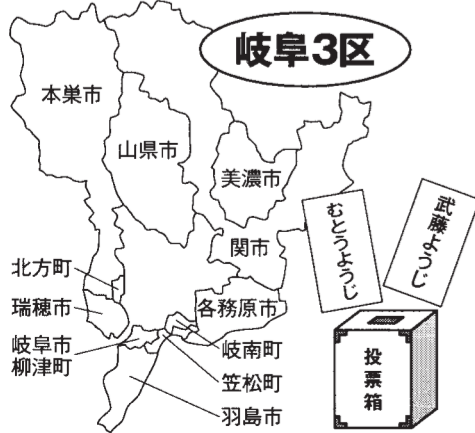 岐阜3区
本巣市
山県市
美濃市
関市
北方町
瑞穂市
各務原市
岐阜市
柳津町
岐南町
笠松町
羽島市
むとうようじ
武藤ようじ
投票箱